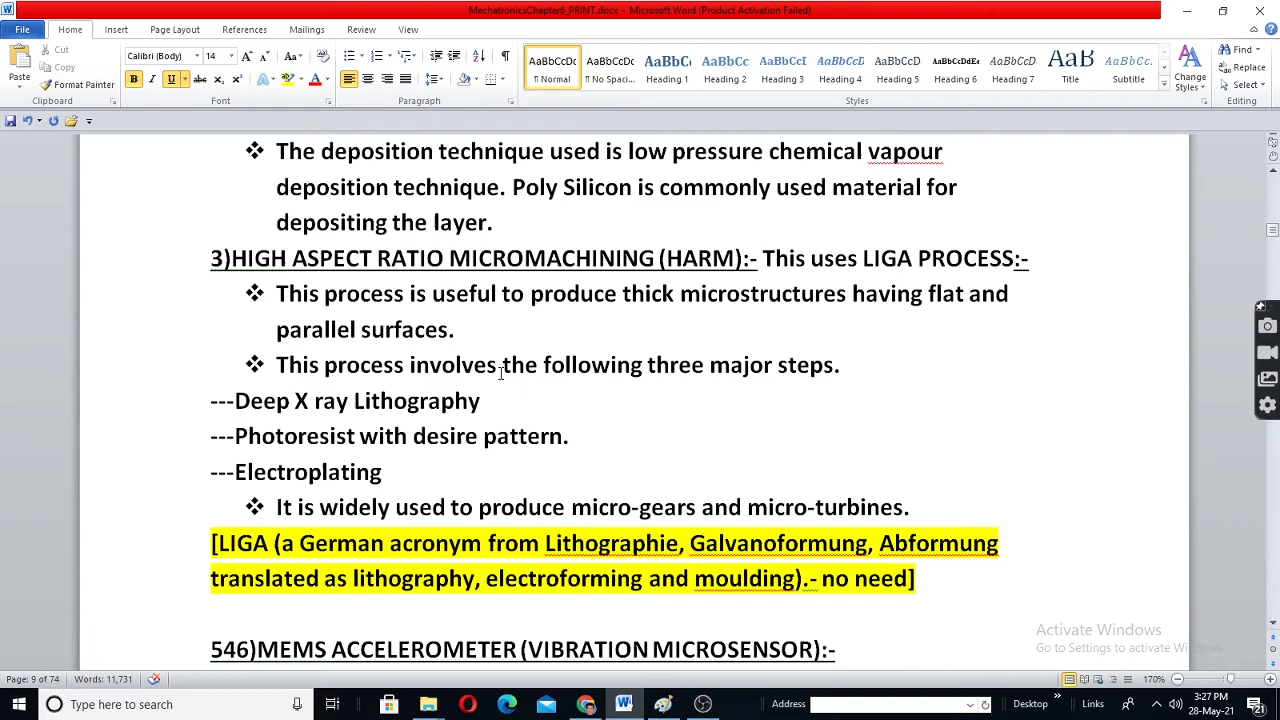 MechatronicsChapter6_PRINT.docx - Microsoft Word (Product Activation Failed)
File Home Insert Page Layout References Mailings Review View
Paste Cut Copy Format Painter Clipboard
Calibri (Body) 14 Font
Paragraph
AaBbCcDc ¶ Normal AaBbCcDc ¶ No Spaci... AaBbC Heading 1 AaBbCc Heading 2 AaBbCcI Heading 3 AaBbCcD Heading 4 AaBbCcD Heading 5 AaBbCcDdEe Heading 6 AaBbCcD Heading 7 AaB Title AaBbCcD Subtitle Change Styles Styles
Find Replace Select Editing
The deposition technique used is low pressure chemical vapour
deposition technique. Poly Silicon is commonly used material for
depositing the layer.
3)HIGH ASPECT RATIO MICROMACHINING (HARM):- This uses LIGA PROCESS:-
This process is useful to produce thick microstructures having flat and
parallel surfaces.
This process involves the following three major steps.
---Deep X ray Lithography
---Photoresist with desire pattern.
---Electroplating
It is widely used to produce micro-gears and micro-turbines.
[LIGA (a German acronym from Lithographie, Galvanoformung, Abformung
translated as lithography, electroforming and moulding).- no need]
546)MEMS ACCELEROMETER (VIBRATION MICROSENSOR):-
Activate Windows
Go to Settings to activate Windows.
Page: 9 of 74 Words: 11,731 170%
Type here to search Address Desktop Links 3:27 PM
28-May-21